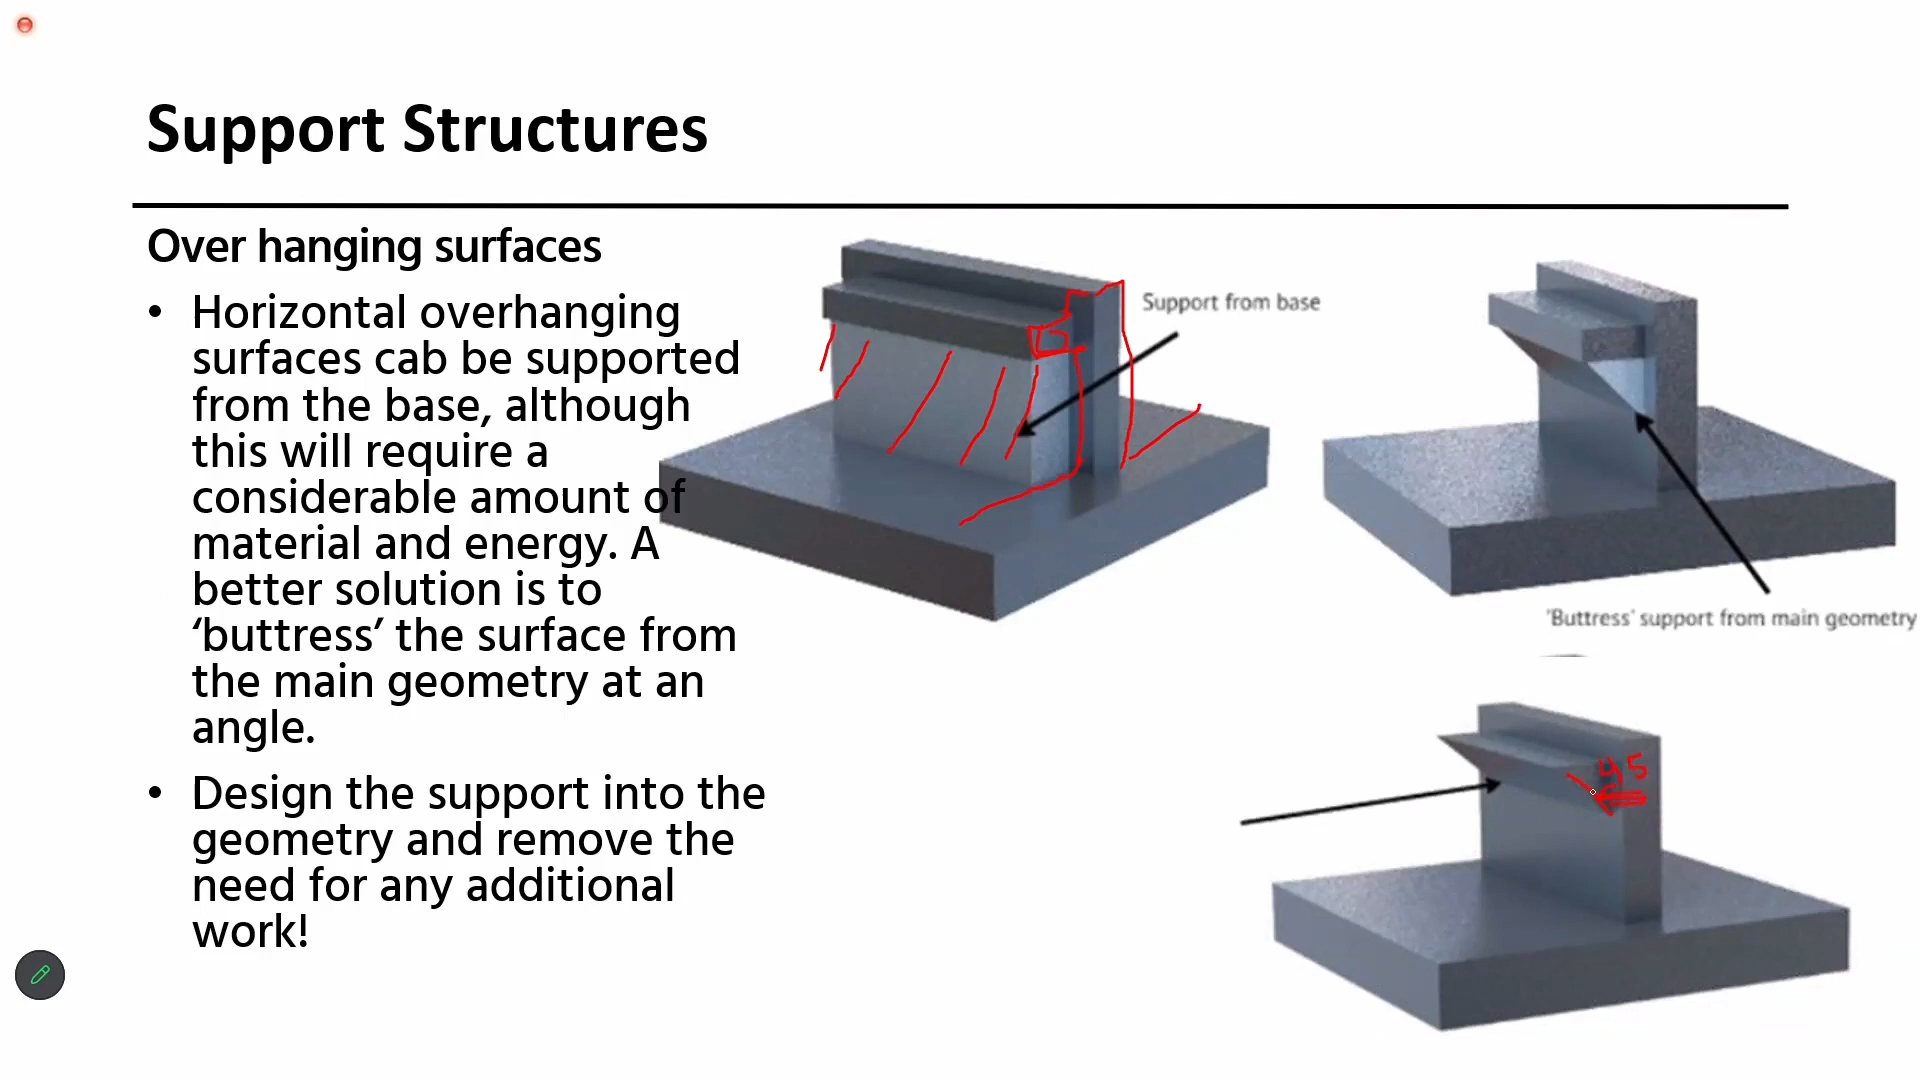 Support Structures
Over hanging surfaces
• Horizontal overhanging
surfaces cab be supported
from the base, although
this will require a
considerable amount of
material and energy. A
better solution is to
‘buttress’ the surface from
the main geometry at an
angle.
• Design the support into the
geometry and remove the
need for any additional
work!
Support from base
'Buttress' support from main geometry
45